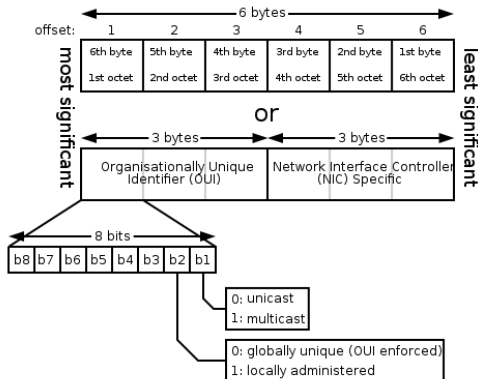 6 bytes
offset: 1 2 3 4 5 6
6th byte 5th byte 4th byte 3rd byte 2nd byte 1st byte
1st octet 2nd octet 3rd octet 4th octet 5th octet 6th octet
most significant
least significant
or
3 bytes 3 bytes
Organisationally Unique
Identifier (OUI)
Network Interface Controller
(NIC) Specific
8 bits
b8 b7 b6 b5 b4 b3 b2 b1
0: unicast
1: multicast
0: globally unique (OUI enforced)
1: locally administered